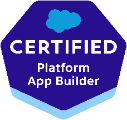 CERTIFIED
Platform
App Builder